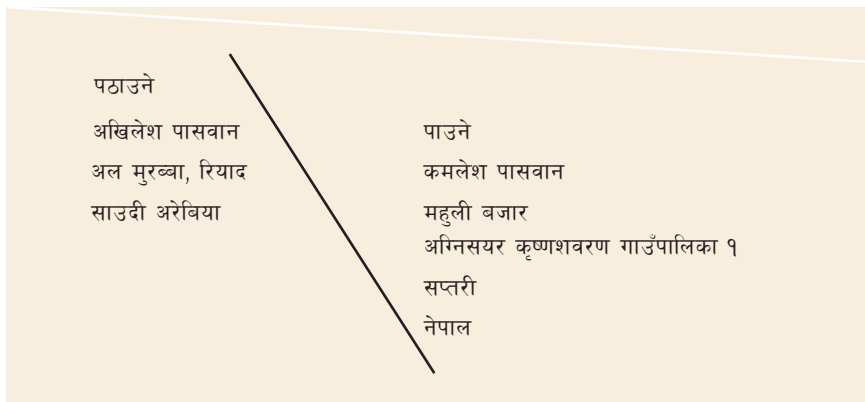 पठाउने
अखिलेश पासवान
अल मुरब्बा, रियाद
साउदी अरेबिया
पाउने
कमलेश पासवान
महुली बजार
अग्निसयर कृष्णशवरण गाउँपालिका १
सप्तरी
नेपाल